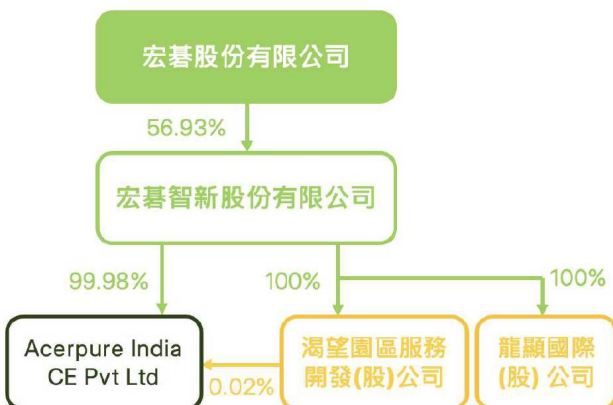 宏碁股份有限公司
56.93%
宏碁智新股份有限公司
99.98%
100%
100%
Acerpure India
CE Pvt Ltd
0.02%
渴望園區服務
開發(股)公司
龍顯國際
(股) 公司